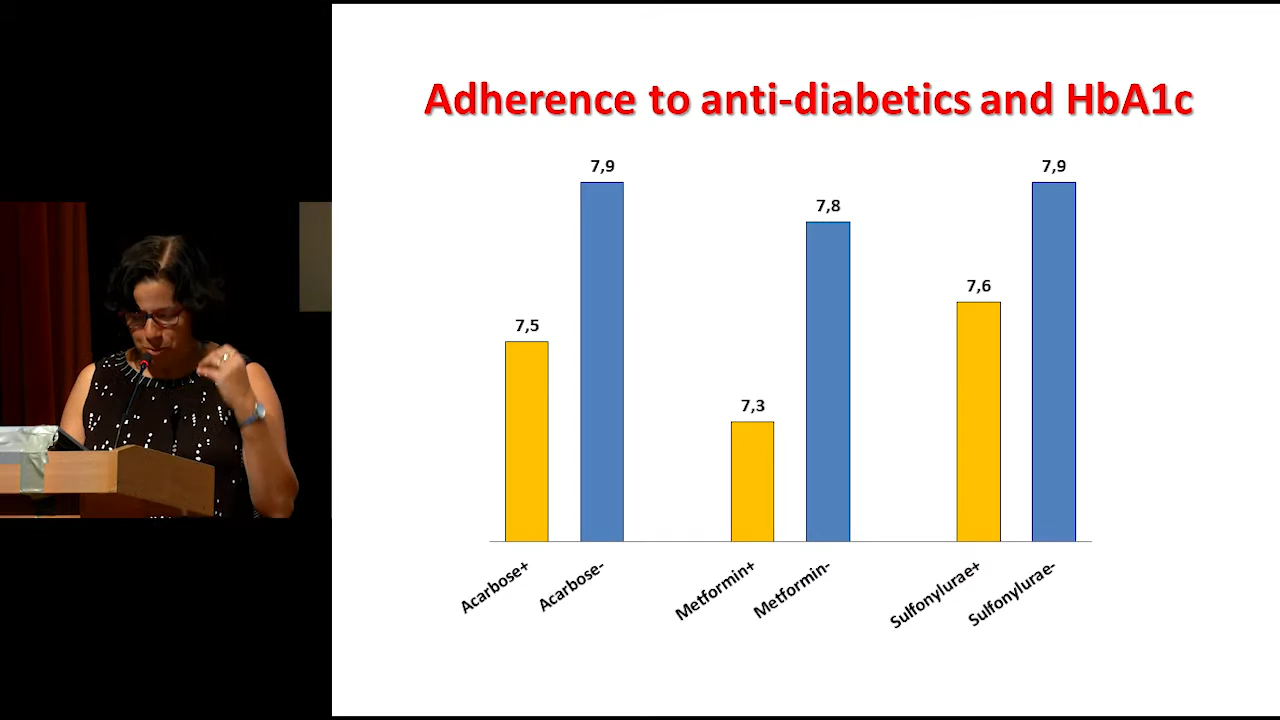 Adherence to anti-diabetics and HbA1c
7,9
7,9
7,8
7,6
7,5
7,3
Acarbose+
Acarbose-
Metformin+
Metformin-
Sulfonylurae+
Sulfonylurae-